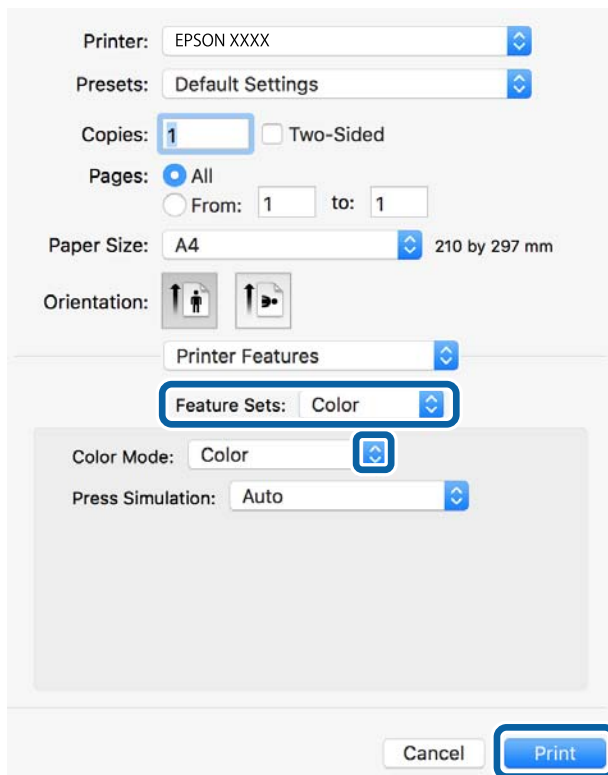 Printer: EPSON XXXX
Presets: Default Settings
Copies: 1 Two-Sided
Pages: All
From: 1 to: 1
Paper Size: A4 210 by 297 mm
Orientation:
Printer Features
Feature Sets: Color
Color Mode: Color
Press Simulation: Auto
Cancel Print